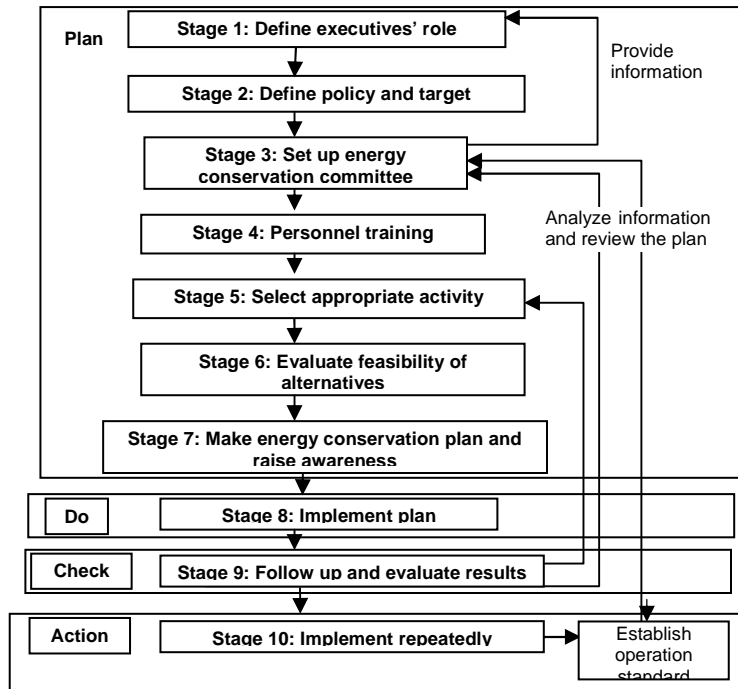 Plan
Stage 1: Define executives' role
Provide
information
Stage 2: Define policy and target
Stage 3: Set up energy
conservation committee
Analyze information
and review the plan
Stage 4: Personnel training
Stage 5: Select appropriate activity
Stage 6: Evaluate feasibility of
alternatives
Stage 7: Make energy conservation plan and
raise awareness
Do
Stage 8: Implement plan
Check
Stage 9: Follow up and evaluate results
Action
Stage 10: Implement repeatedly
Establish
operation
standard